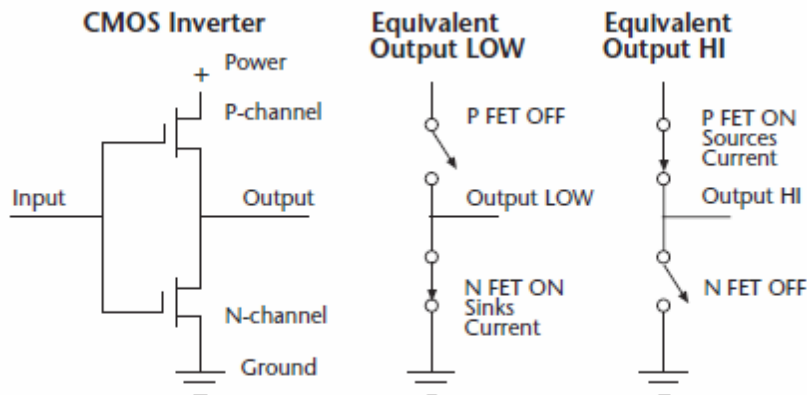 CMOS Inverter
+ Power
P-channel
Input
Output
N-channel
Ground
Equivalent
Output LOW
P FET OFF
Output LOW
N FET ON
Sinks
Current
Equivalent
Output HI
P FET ON
Sources
Current
Output HI
N FET OFF